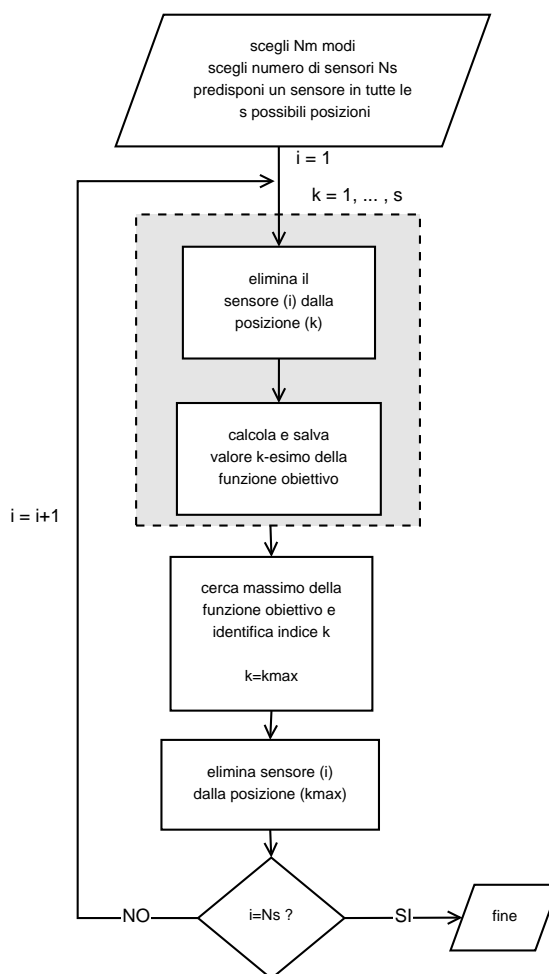 scegli Nm modi
scegli numero di sensori Ns
predisponi un sensore in tutte le
s possibili posizioni
i = 1
k = 1, ... , s
elimina il
sensore (i) dalla
posizione (k)
calcola e salva
valore k-esimo della
funzione obiettivo
i = i+1
cerca massimo della
funzione obiettivo e
identifica indice k
k=kmax
elimina sensore (i)
dalla posizione (kmax)
NO
i=Ns ?
SI
fine